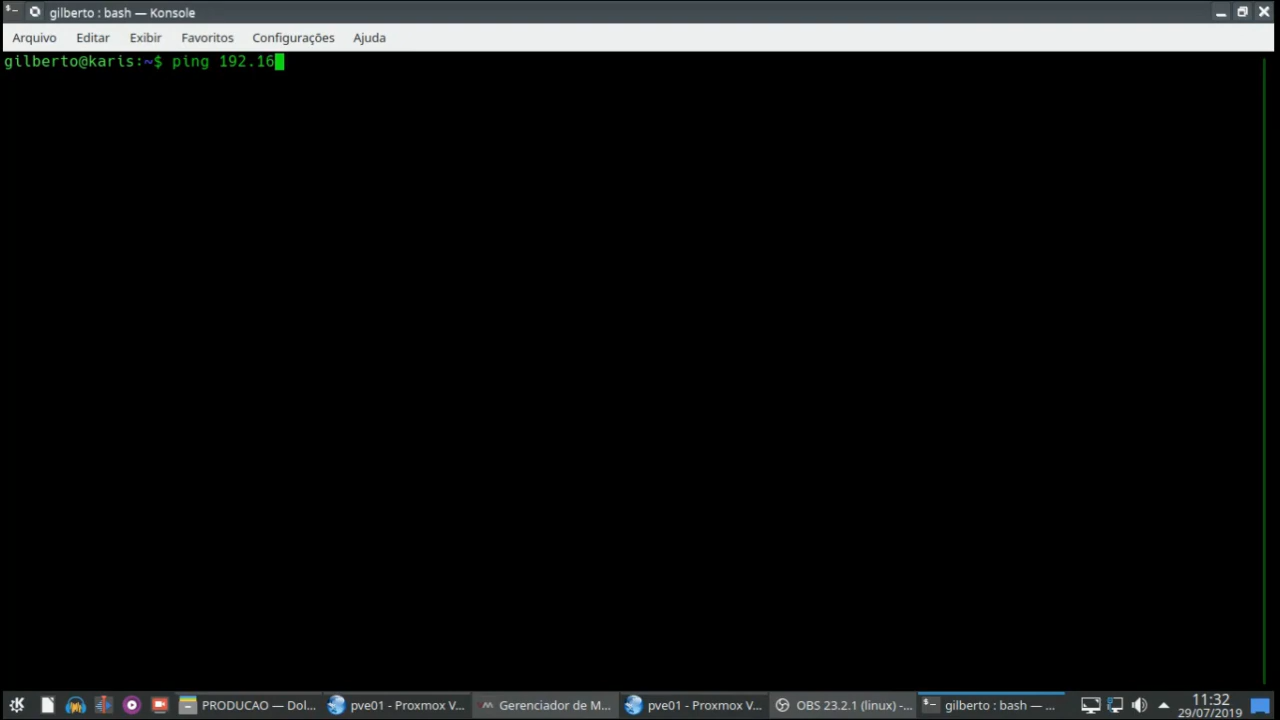 gilberto : bash — Konsole
Arquivo Editar Exibir Favoritos Configurações Ajuda
gilberto@karis:~$ ping 192.16
PRODUCAO — Dol... pve01 - Proxmox V... Gerenciador de M... pve01 - Proxmox V... OBS 23.2.1 (linux) -... gilberto : bash — ... 11:32
29/07/2019